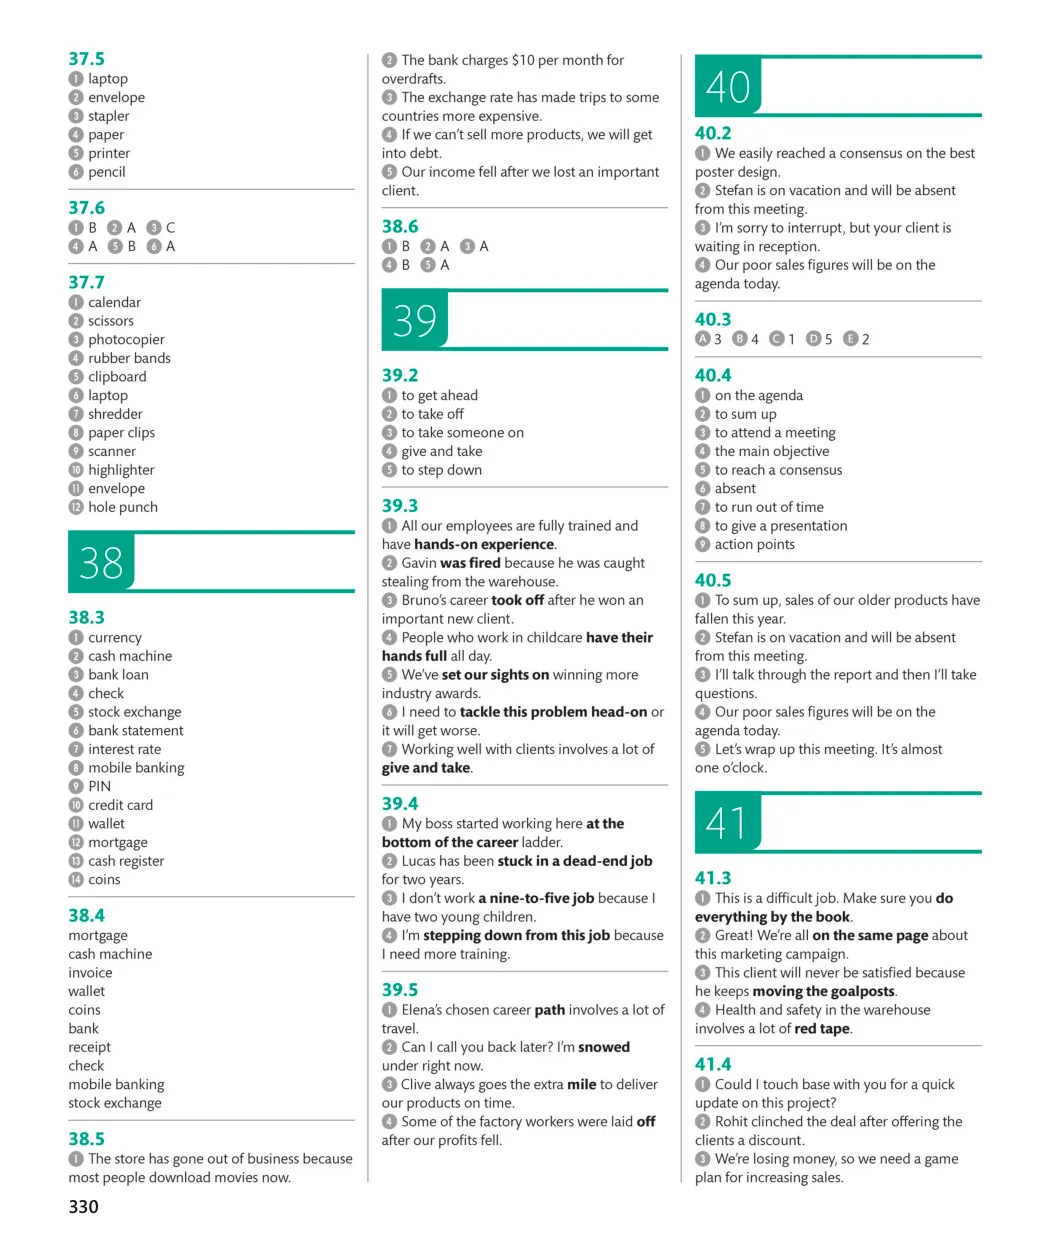 37.5
1 laptop
2 envelope
3 stapler
4 paper
5 printer
6 pencil
37.6
1 B 2 A 3 C
4 A 5 B 6 A
37.7
1 calendar
2 scissors
3 photocopier
4 rubber bands
5 clipboard
6 laptop
7 shredder
8 paper clips
9 scanner
10 highlighter
11 envelope
12 hole punch
38
38.3
1 currency
2 cash machine
3 bank loan
4 check
5 stock exchange
6 bank statement
7 interest rate
8 mobile banking
9 PIN
10 credit card
11 wallet
12 mortgage
13 cash register
14 coins
38.4
mortgage
cash machine
invoice
wallet
coins
bank
receipt
check
mobile banking
stock exchange
38.5
1 The store has gone out of business because
most people download movies now.
330
2 The bank charges $10 per month for
overdrafts.
3 The exchange rate has made trips to some
countries more expensive.
4 If we can't sell more products, we will get
into debt.
5 Our income fell after we lost an important
client.
38.6
1 B 2 A 3 A
4 B 5 A
39
39.2
1 to get ahead
2 to take off
3 to take someone on
4 give and take
5 to step down
39.3
1 All our employees are fully trained and
have hands-on experience.
2 Gavin was fired because he was caught
stealing from the warehouse.
3 Bruno's career took off after he won an
important new client.
4 People who work in childcare have their
hands full all day.
5 We've set our sights on winning more
industry awards.
6 I need to tackle this problem head-on or
it will get worse.
7 Working well with clients involves a lot of
give and take.
39.4
1 My boss started working here at the
bottom of the career ladder.
2 Lucas has been stuck in a dead-end job
for two years.
3 I don't work a nine-to-five job because I
have two young children.
4 I'm stepping down from this job because
I need more training.
39.5
1 Elena's chosen career path involves a lot of
travel.
2 Can I call you back later? I'm snowed
under right now.
3 Clive always goes the extra mile to deliver
our products on time.
4 Some of the factory workers were laid off
after our profits fell.
40
40.2
1 We easily reached a consensus on the best
poster design.
2 Stefan is on vacation and will be absent
from this meeting.
3 I'm sorry to interrupt, but your client is
waiting in reception.
4 Our poor sales figures will be on the
agenda today.
40.3
A 3 B 4 C 1 D 5 E 2
40.4
1 on the agenda
2 to sum up
3 to attend a meeting
4 the main objective
5 to reach a consensus
6 absent
7 to run out of time
8 to give a presentation
9 action points
40.5
1 To sum up, sales of our older products have
fallen this year.
2 Stefan is on vacation and will be absent
from this meeting.
3 I'll talk through the report and then I'll take
questions.
4 Our poor sales figures will be on the
agenda today.
5 Let's wrap up this meeting. It's almost
one o'clock.
41
41.3
1 This is a difficult job. Make sure you do
everything by the book.
2 Great! We're all on the same page about
this marketing campaign.
3 This client will never be satisfied because
he keeps moving the goalposts.
4 Health and safety in the warehouse
involves a lot of red tape.
41.4
1 Could I touch base with you for a quick
update on this project?
2 Rohit clinched the deal after offering the
clients a discount.
3 We're losing money, so we need a game
plan for increasing sales.